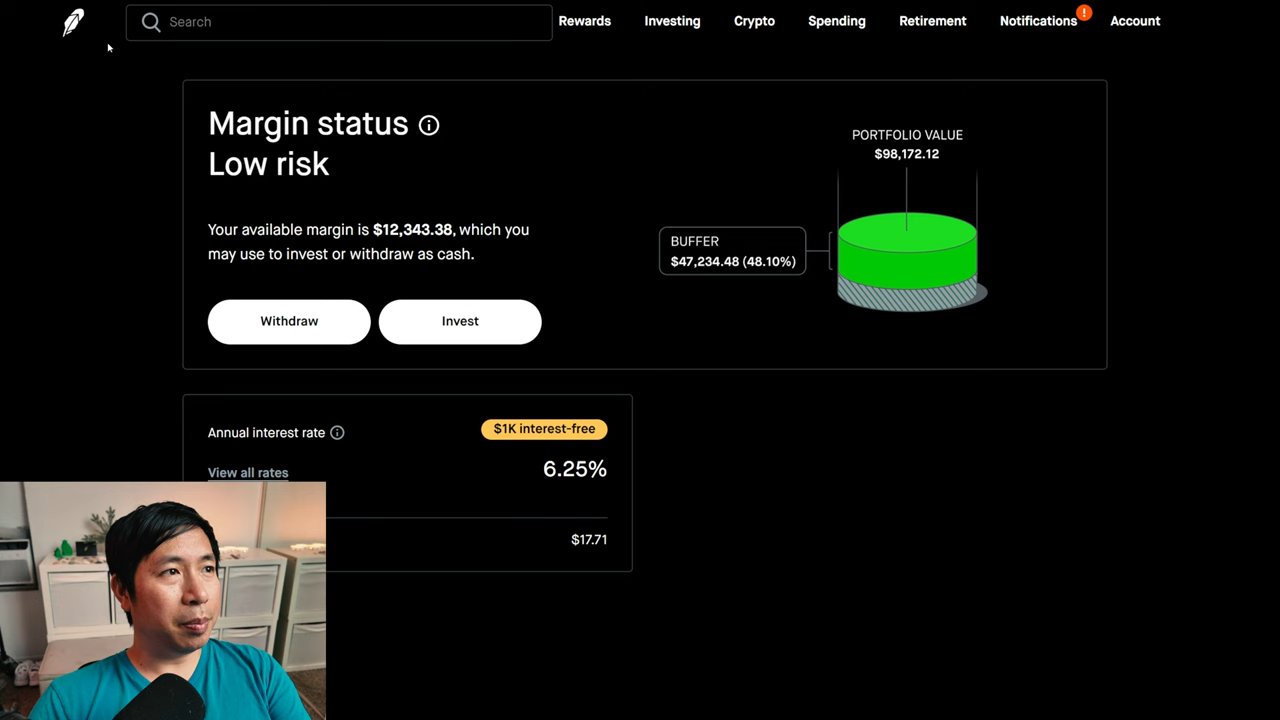 Search
Rewards
Investing
Crypto
Spending
Retirement
Notifications
!
Account
Margin status
Low risk
Your available margin is $12,343.38, which you
may use to invest or withdraw as cash.
Withdraw
Invest
PORTFOLIO VALUE
$98,172.12
BUFFER
$47,234.48 (48.10%)
Annual interest rate
$1K interest-free
View all rates
6.25%
$17.71